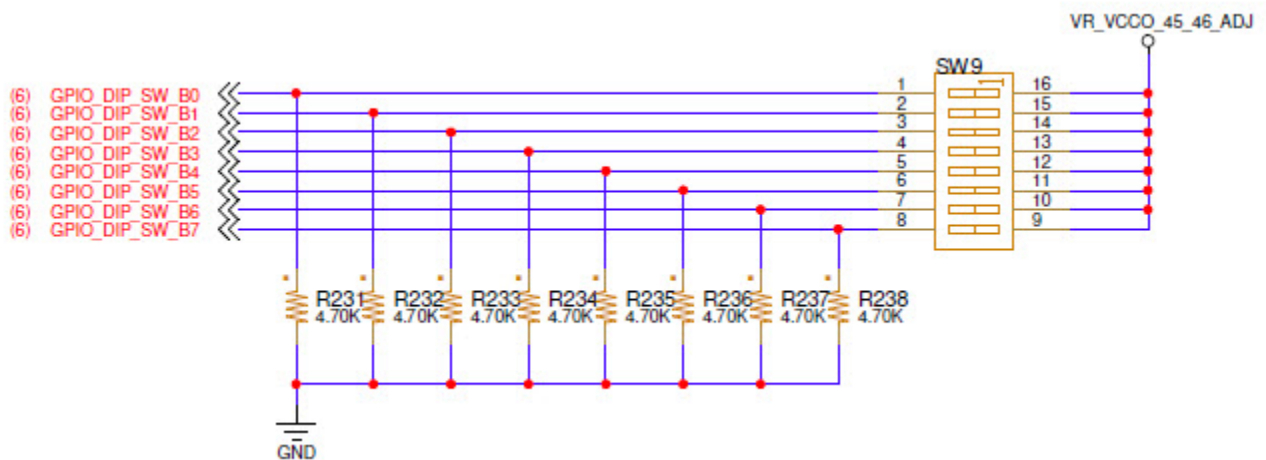 VR_VCCO_45_46_ADJ
SW9
(6) GPIO_DIP_SW_B0 1 16
(6) GPIO_DIP_SW_B1 2 15
(6) GPIO_DIP_SW_B2 3 14
(6) GPIO_DIP_SW_B3 4 13
(6) GPIO_DIP_SW_B4 5 12
(6) GPIO_DIP_SW_B5 6 11
(6) GPIO_DIP_SW_B6 7 10
(6) GPIO_DIP_SW_B7 8 9
R231 R232 R233 R234 R235 R236 R237 R238
4.70K 4.70K 4.70K 4.70K 4.70K 4.70K 4.70K 4.70K
GND